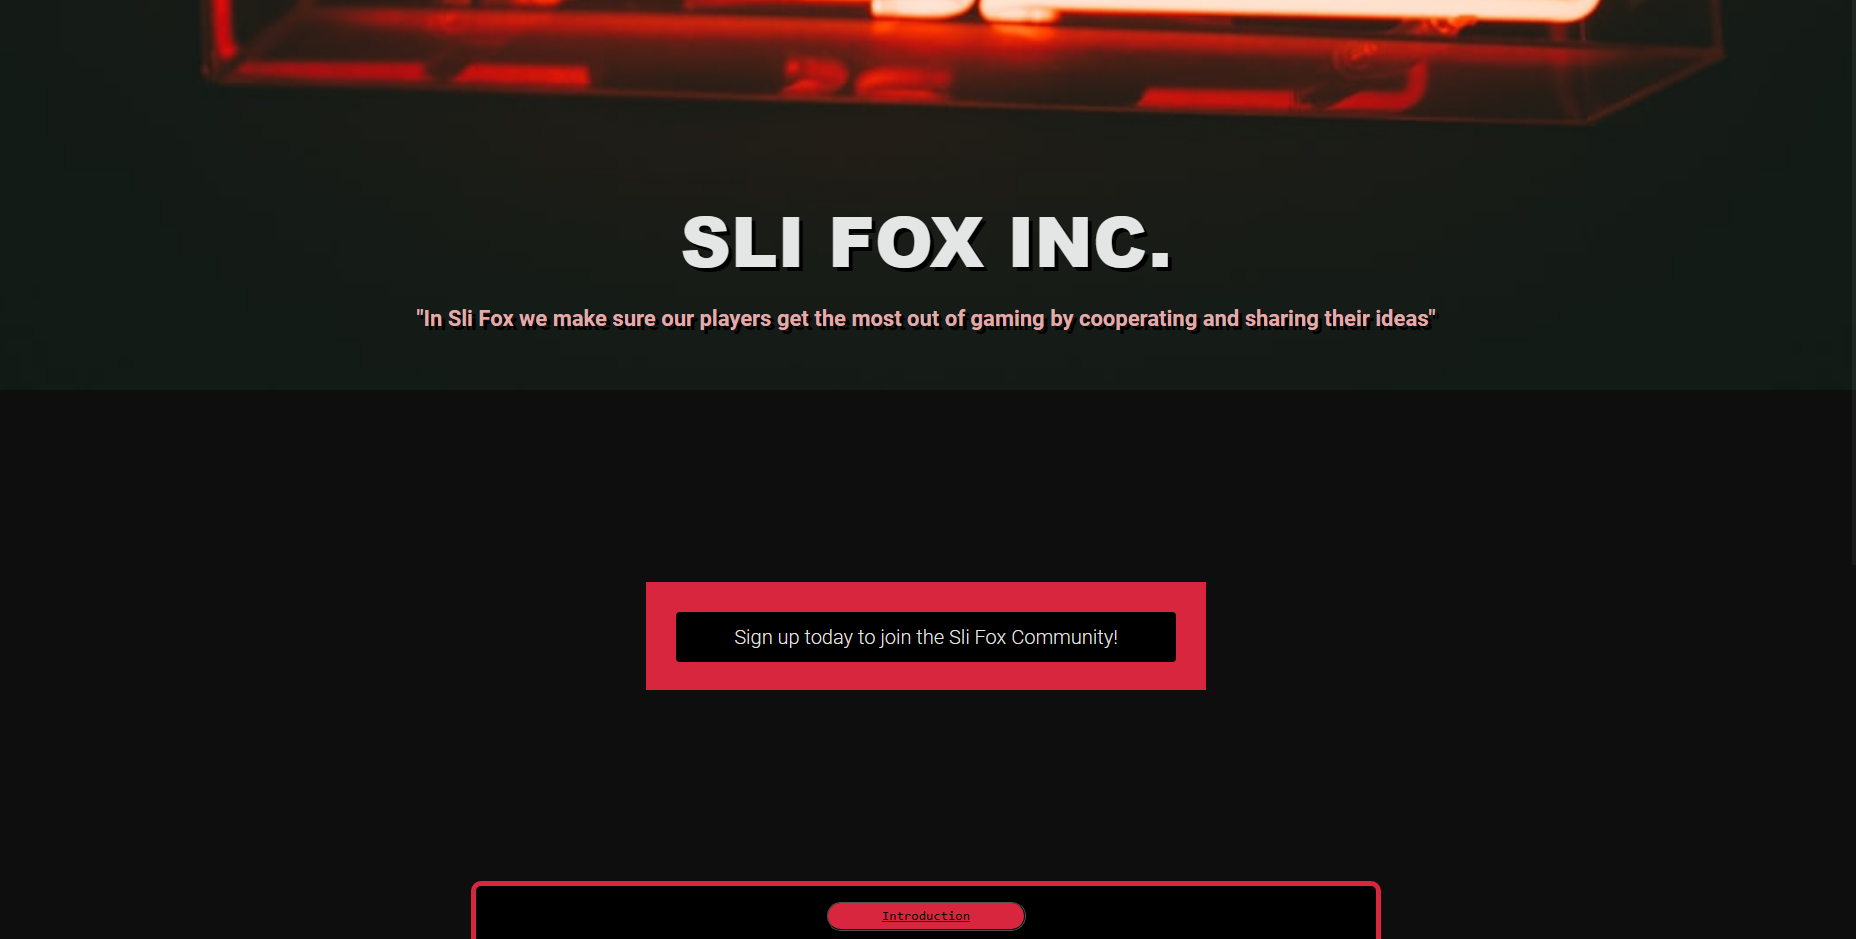 SLI FOX INC.
"In Sli Fox we make sure our players get the most out of gaming by cooperating and sharing their ideas"
Sign up today to join the Sli Fox Community!
Introduction